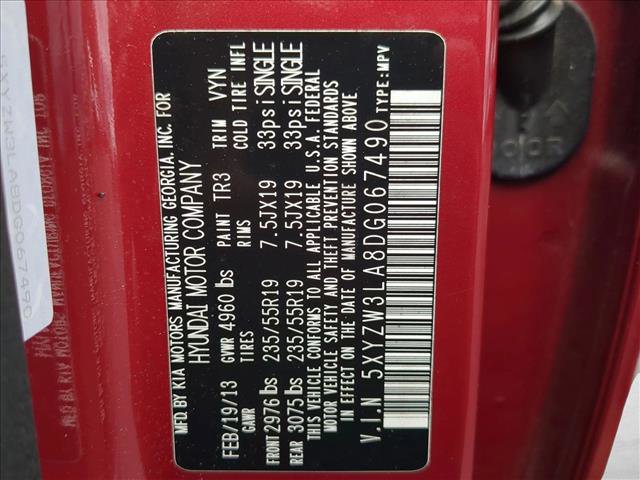 MFD.BY KIA MOTORS MANUFACTURING GEORGIA, INC. FOR
HYUNDAI MOTOR COMPANY
FEB/19/13 GVWR 4960 lbs PAINT TR3 TRIM VYN
GAWR TIRES RIMS COLD TIRE INFL
FRONT 2976 lbs 235/55R19 7.5JX19 33psi SINGLE
REAR 3075 lbs 235/55R19 7.5JX19 33psi SINGLE
THIS VEHICLE CONFORMS TO ALL APPLICABLE U.S.A. FEDERAL
MOTOR VEHICLE SAFETY BUMPER, AND THEFT PREVENTION STANDARDS
IN EFFECT ON THE DATE OF MANUFACTURE SHOWN ABOVE.
V.I.N 5XYZW3LA8DG067490 TYPE:MPV
5XYZW3LA8DG067490